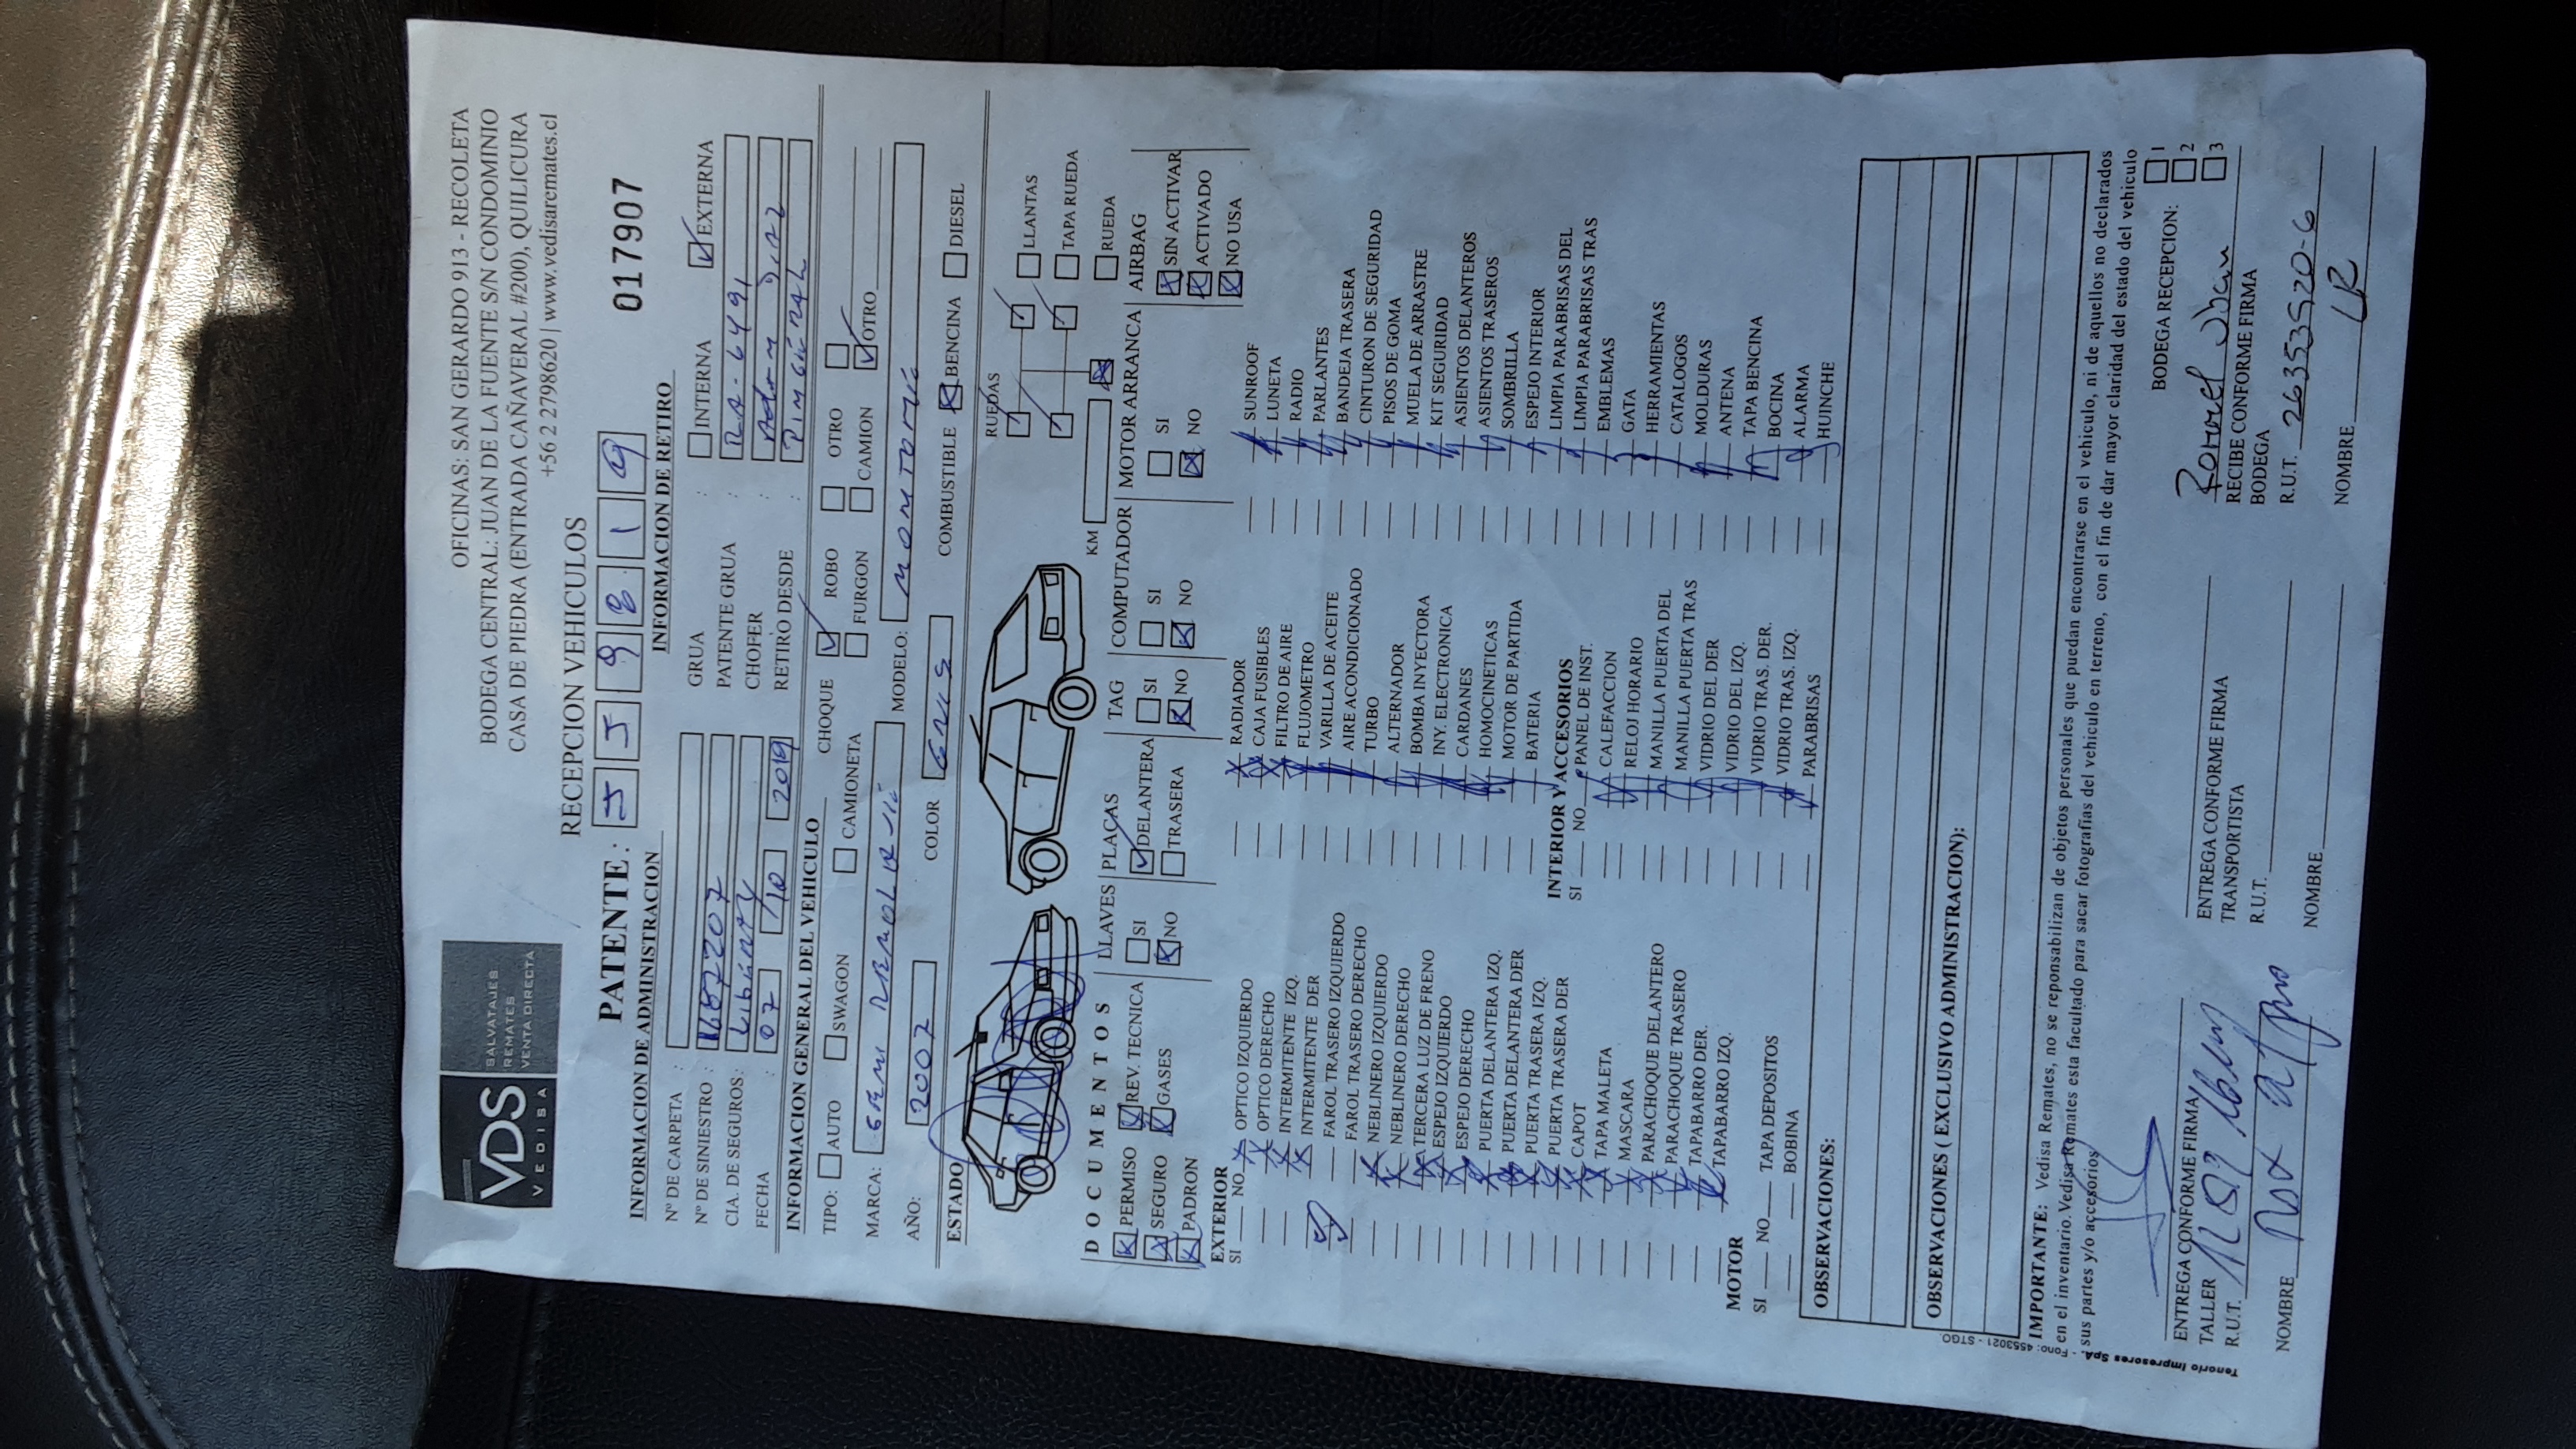 VDS
VEDISA
SALVATAJES
REMATES
VENTA DIRECTA
OFICINAS: SAN GERARDO 913 - RECOLETA
BODEGA CENTRAL: JUAN DE LA FUENTE S/N CONDOMINIO
CASA DE PIEDRA (ENTRADA CAÑAVERAL #200), QUILICURA
+56 2 2798620 | www.vedisaremates.cl
RECEPCION VEHICULOS
017907
PATENTE : J J 9 8 1 9
INFORMACION DE ADMINISTRACION
Nº DE CARPETA :
Nº DE SINIESTRO : 1687207
CIA. DE SEGUROS: Liberty
FECHA : 07 10 2019
INFORMACION DE RETIRO
GRUA : INTERNA EXTERNA
PATENTE GRUA : RA-6491
CHOFER : Adan Diaz
RETIRO DESDE :
INFORMACION GENERAL DEL VEHICULO
CHOQUE ROBO OTRO
TIPO: AUTO SWAGON CAMIONETA FURGON CAMION OTRO
MARCA: SEMI REMOLQUE MODELO:
AÑO: 2007 COLOR GRIS COMBUSTIBLE BENCINA DIESEL
ESTADO
RUEDAS
LLANTAS
TAPA RUEDA
RUEDA
KM
DOCUMENTOS
PERMISO REV. TECNICA
SEGURO GASES
PADRON
LLAVES
SI
NO
PLACAS
DELANTERA
TRASERA
TAG
SI
NO
COMPUTADOR
SI
NO
MOTOR ARRANCA
SI
NO
AIRBAG
SIN ACTIVAR
ACTIVADO
NO USA
EXTERIOR
SI NO OPTICO IZQUIERDO
OPTICO DERECHO
INTERMITENTE IZQ.
INTERMITENTE DER
FAROL TRASERO IZQUIERDO
FAROL TRASERO DERECHO
NEBLINERO IZQUIERDO
NEBLINERO DERECHO
TERCERA LUZ DE FRENO
ESPEJO IZQUIERDO
ESPEJO DERECHO
PUERTA DELANTERA IZQ.
PUERTA DELANTERA DER
PUERTA TRASERA IZQ.
PUERTA TRASERA DER
CAPOT
TAPA MALETA
MASCARA
PARACHOQUE DELANTERO
PARACHOQUE TRASERO
TAPABARRO DER.
TAPABARRO IZQ.
MOTOR
SI NO TAPA DEPOSITOS
BOBINA
RADIADOR
CAJA FUSIBLES
FILTRO DE AIRE
FLUJOMETRO
VARILLA DE ACEITE
AIRE ACONDICIONADO
TURBO
ALTERNADOR
BOMBA INYECTORA
INY. ELECTRONICA
CARDANES
HOMOCINETICAS
MOTOR DE PARTIDA
BATERIA
INTERIOR Y ACCESORIOS
SI NO PANEL DE INST.
CALEFACCION
RELOJ HORARIO
MANILLA PUERTA DEL
MANILLA PUERTA TRAS
VIDRIO DEL DER
VIDRIO DEL IZQ.
VIDRIO TRAS. DER.
VIDRIO TRAS. IZQ.
PARABRISAS
SUNROOF
LUNETA
RADIO
PARLANTES
BANDEJA TRASERA
CINTURON DE SEGURIDAD
PISOS DE GOMA
MUELA DE ARRASTRE
KIT SEGURIDAD
ASIENTOS DELANTEROS
ASIENTOS TRASEROS
SOMBRILLA
ESPEJO INTERIOR
LIMPIA PARABRISAS DEL
LIMPIA PARABRISAS TRAS
EMBLEMAS
GATA
HERRAMIENTAS
CATALOGOS
MOLDURAS
ANTENA
TAPA BENCINA
BOCINA
ALARMA
HUINCHE
OBSERVACIONES:
OBSERVACIONES ( EXCLUSIVO ADMINISTRACION):
IMPORTANTE: Vedisa Remates, no se reponsabilizan de objetos personales que puedan encontrarse en el vehiculo, ni de aquellos no declarados
en el inventario. Vedisa Remates esta facultado para sacar fotografias del vehiculo en terreno, con el fin de dar mayor claridad del estado del vehiculo
sus partes y/o accesorios
Tenorio Impresores SpA. - Fono: 4553021 - STGO
BODEGA RECEPCION: 1
2
3
ENTREGA CONFORME FIRMA
TALLER
R.U.T.
NOMBRE
ENTREGA CONFORME FIRMA
TRANSPORTISTA
R.U.T.
NOMBRE
RECIBE CONFORME FIRMA
BODEGA
R.U.T. 26353920-6
NOMBRE LR